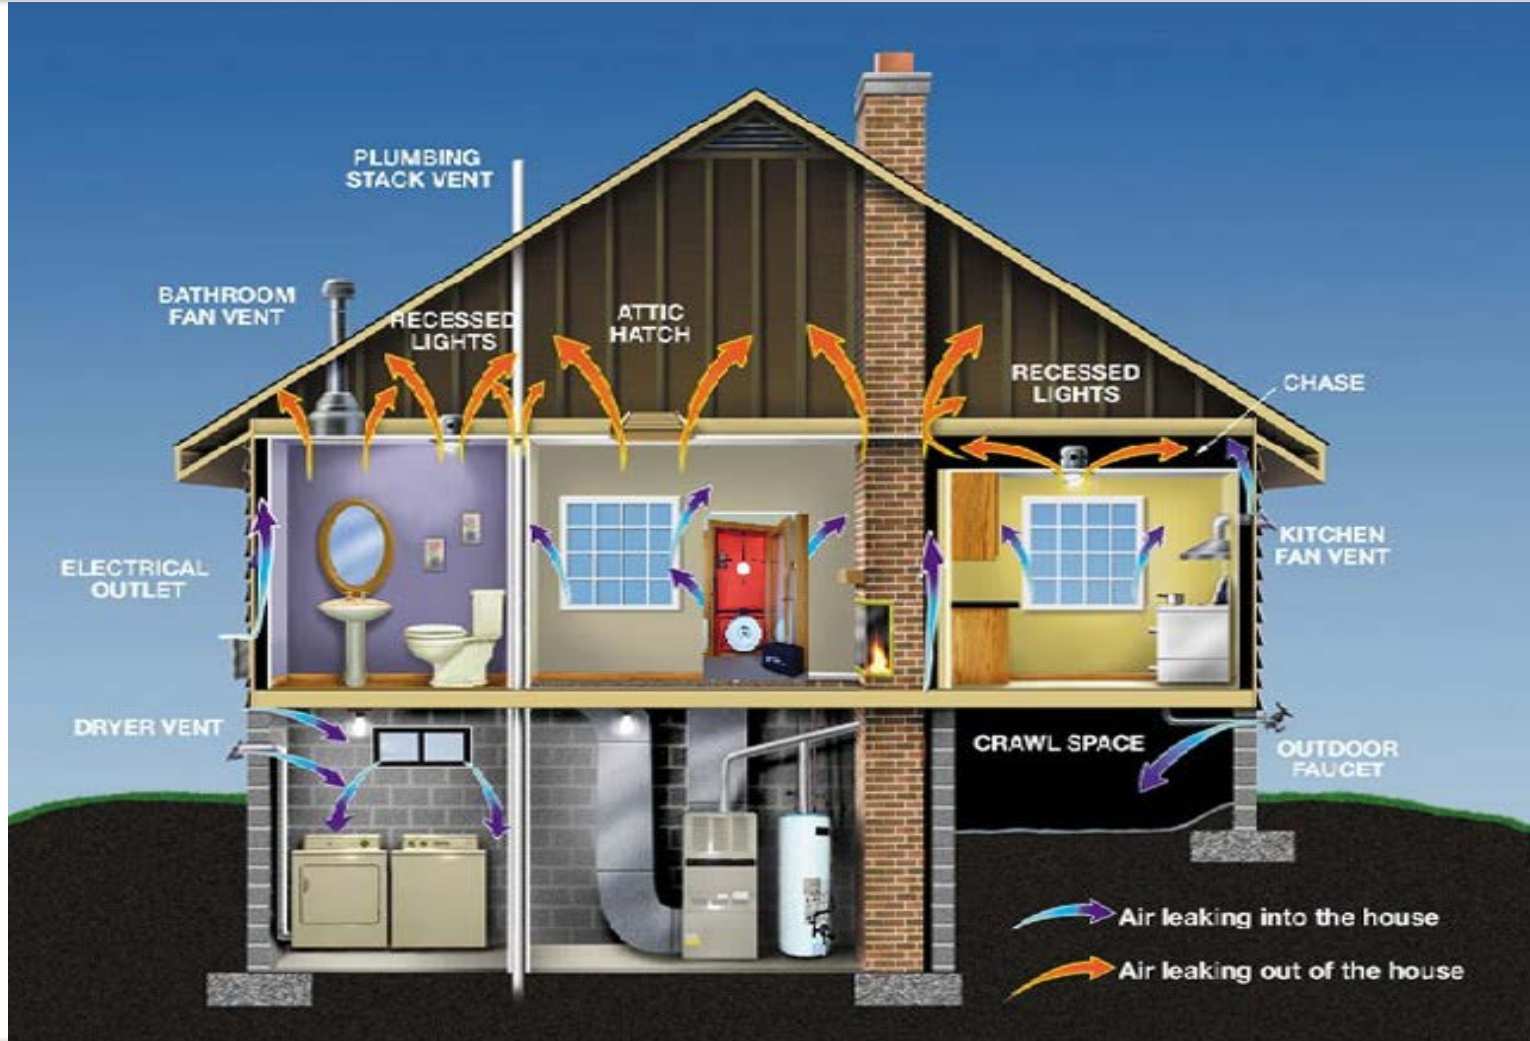 PLUMBING
STACK VENT
BATHROOM
FAN VENT
RECESSED
LIGHTS
ATTIC
HATCH
RECESSED
LIGHTS
CHASE
ELECTRICAL
OUTLET
KITCHEN
FAN VENT
DRYER VENT
CRAWL SPACE
OUTDOOR
FAUCET
Air leaking into the house
Air leaking out of the house